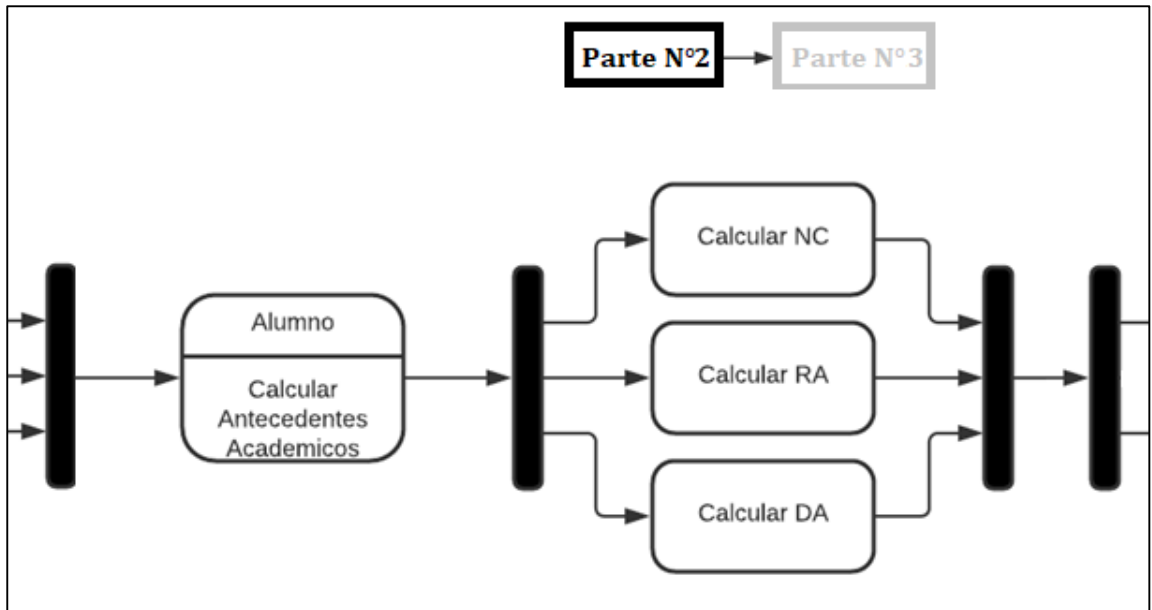 Parte N°2
Parte N°3
Alumno
Calcular
Antecedentes
Academicos
Calcular NC
Calcular RA
Calcular DA